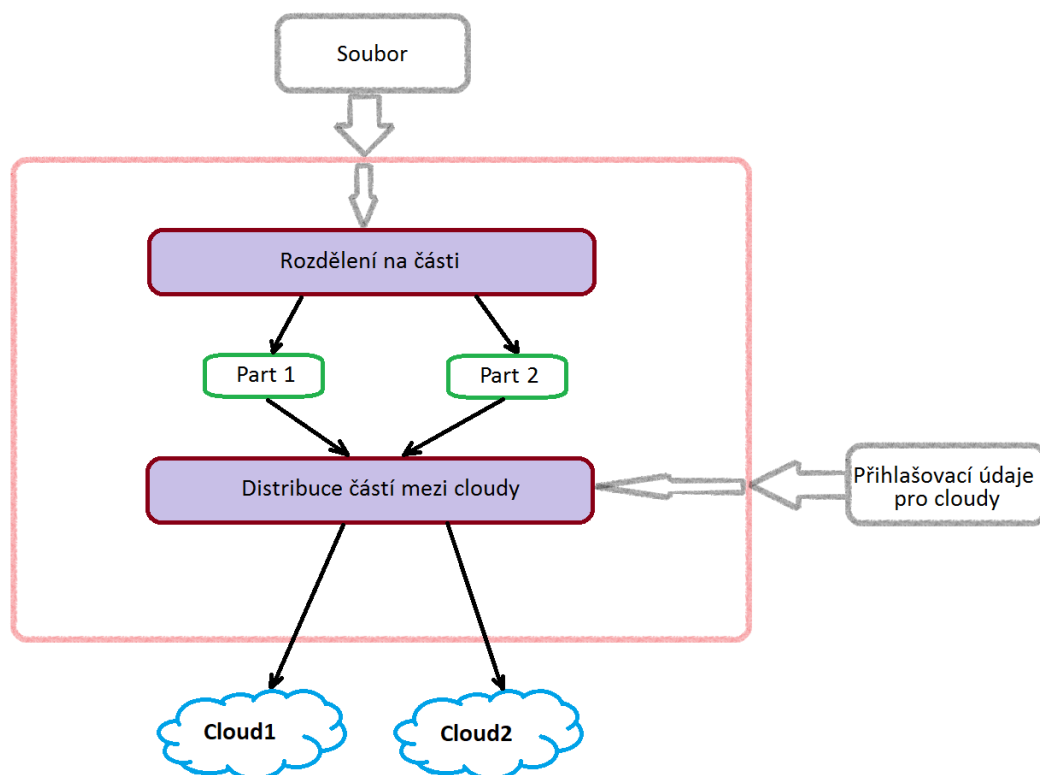 Soubor
Rozdělení na části
Part 1
Part 2
Distribuce částí mezi cloudy
Přihlašovací údaje
pro cloudy
Cloud1
Cloud2